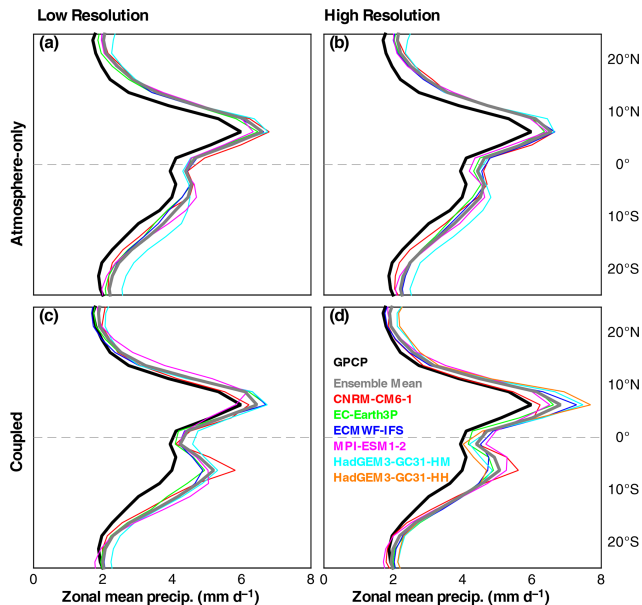 Low Resolution
High Resolution
(a)
(b)
20°N
10°N
0°
10°S
20°S
Atmosphere-only
(c)
(d)
20°N
10°N
0°
10°S
20°S
Coupled
GPCP
Ensemble Mean
CNRM-CM6-1
EC-Earth3P
ECMWF-IFS
MPI-ESM1-2
HadGEM3-GC31-HM
HadGEM3-GC31-HH
0 2 4 6 8
0 2 4 6 8
Zonal mean precip. (mm d⁻¹)
Zonal mean precip. (mm d⁻¹)